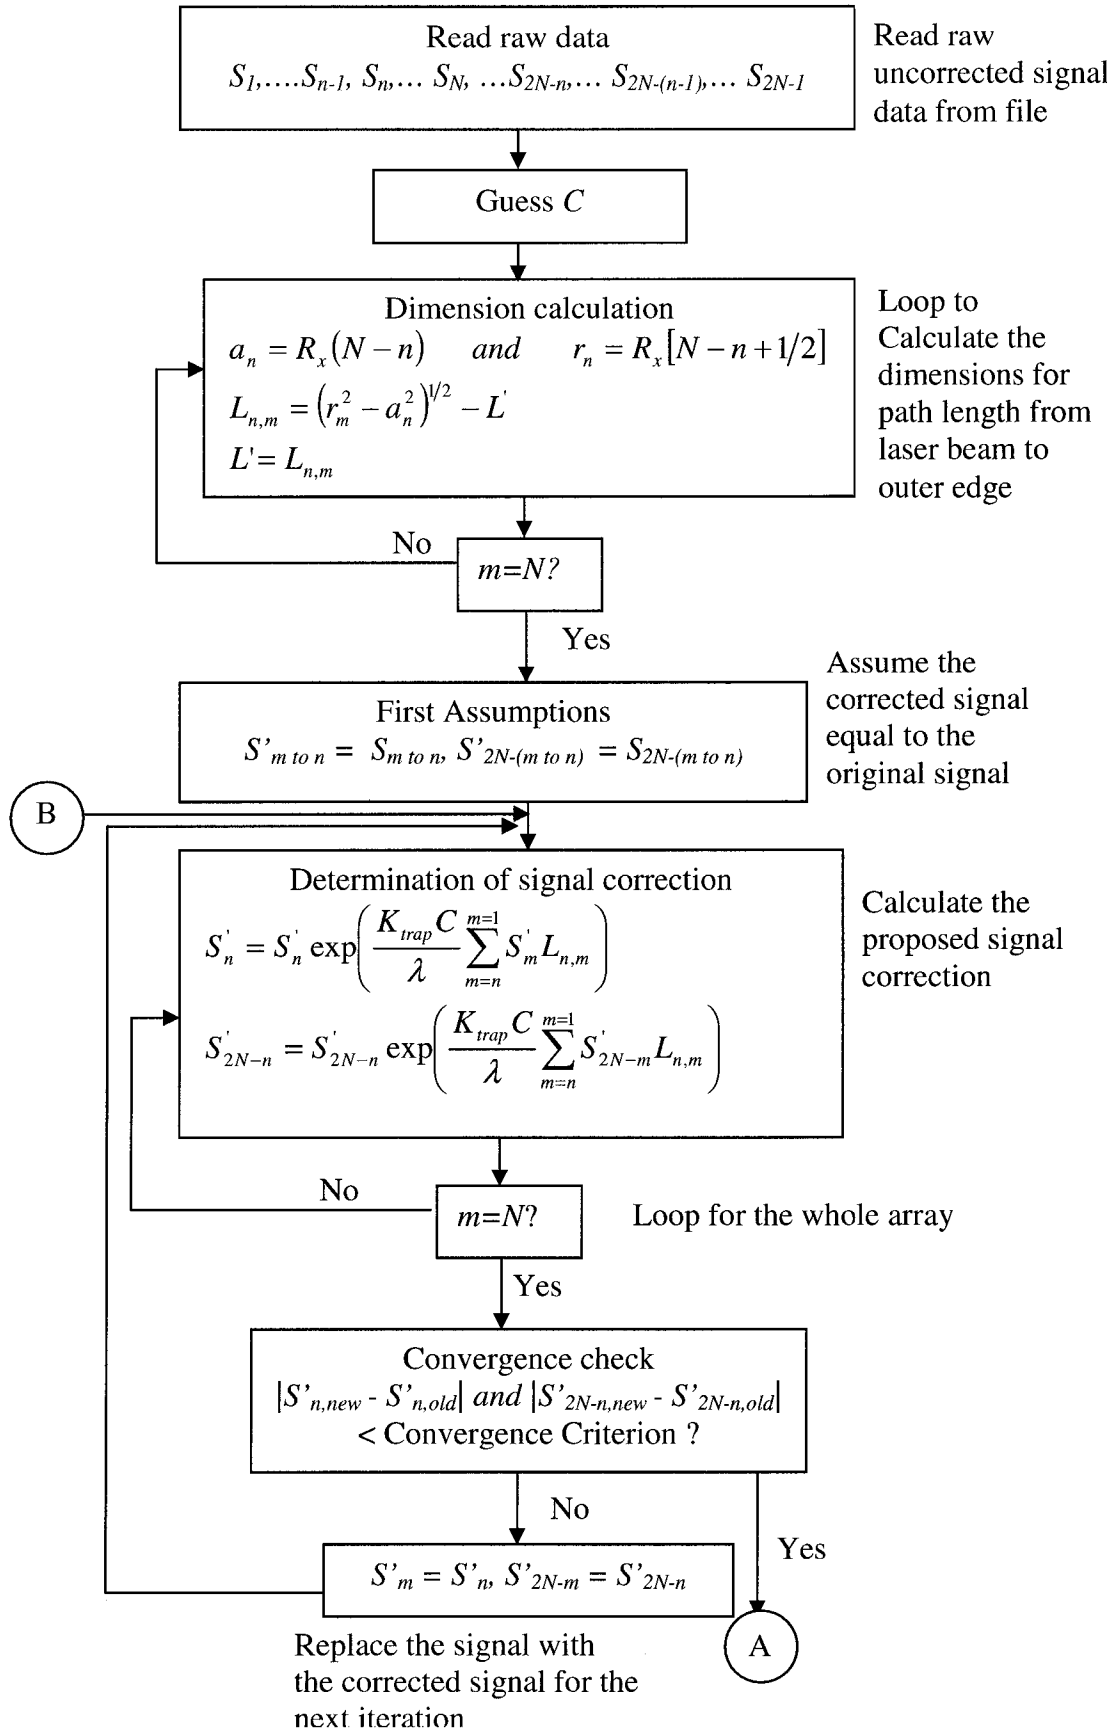 Read raw data
S1,….Sn-1, Sn,… SN, …S2N-n,… S2N-(n-1),… S2N-1
Read raw
uncorrected signal
data from file
Guess C
Dimension calculation
an = Rx(N − n) and rn = Rx[N − n + 1/2]
Ln,m = (rm² − an²)^1/2 − L'
L' = Ln,m
Loop to
Calculate the
dimensions for
path length from
laser beam to
outer edge
No
m=N?
Yes
First Assumptions
S’m to n = Sm to n, S’2N-(m to n) = S2N-(m to n)
Assume the
corrected signal
equal to the
original signal
B
Determination of signal correction
S'n = S'n exp(Ktrap C / λ ∑ m=n m=1 S'm Ln,m)
S'2N−n = S'2N−n exp(Ktrap C / λ ∑ m=n m=1 S'2N−m Ln,m)
Calculate the
proposed signal
correction
No
m=N?
Loop for the whole array
Yes
Convergence check
|S’n,new - S’n,old| and |S’2N-n,new - S’2N-n,old|
< Convergence Criterion ?
No
Yes
S’m = S’n, S’2N-m = S’2N-n
A
Replace the signal with
the corrected signal for the
next iteration